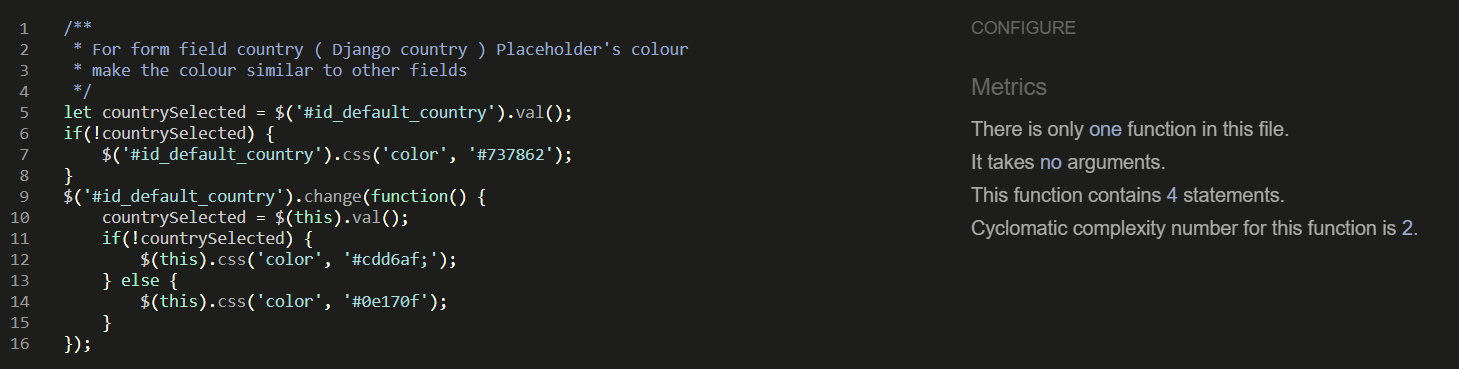 1 /**
2 * For form field country ( Django country ) Placeholder's colour
3 * make the colour similar to other fields
4 */
5 let countrySelected = $('#id_default_country').val();
6 if(!countrySelected) {
7 $('#id_default_country').css('color', '#737862');
8 }
9 $('#id_default_country').change(function() {
10 countrySelected = $(this).val();
11 if(!countrySelected) {
12 $(this).css('color', '#cdd6af;');
13 } else {
14 $(this).css('color', '#0e170f');
15 }
16 });
CONFIGURE
Metrics
There is only one function in this file.
It takes no arguments.
This function contains 4 statements.
Cyclomatic complexity number for this function is 2.